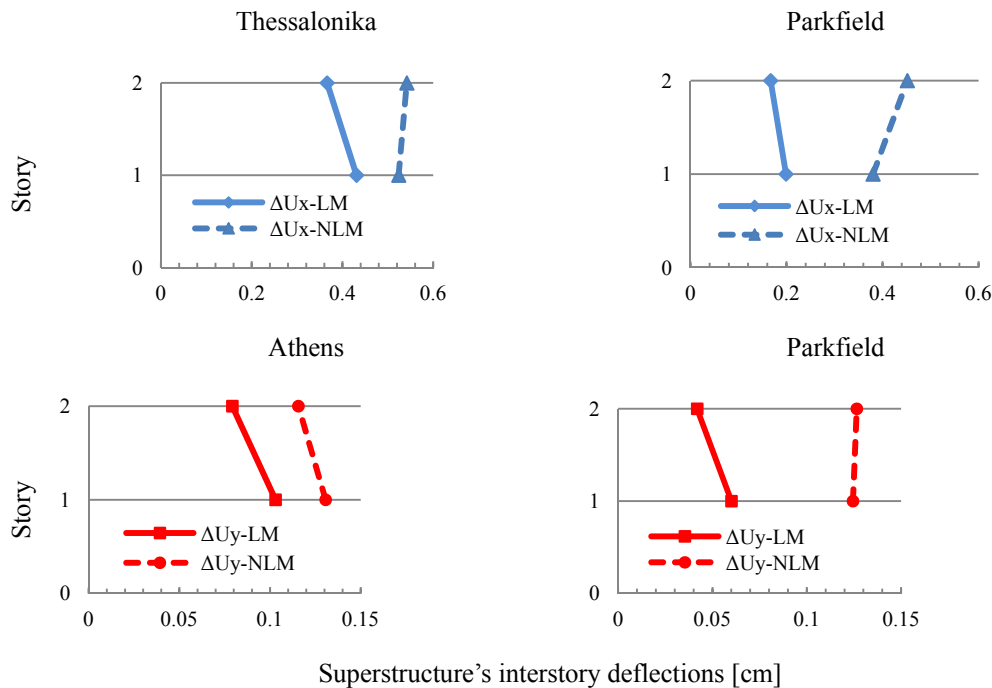 Thessalonika
Parkfield
Story
2
1
0
ΔUx-LM
ΔUx-NLM
0 0.2 0.4 0.6
2
1
0
ΔUx-LM
ΔUx-NLM
0 0.2 0.4 0.6
Athens
Parkfield
Story
2
1
0
ΔUy-LM
ΔUy-NLM
0 0.05 0.1 0.15
2
1
0
ΔUy-LM
ΔUy-NLM
0 0.05 0.1 0.15
Superstructure’s interstory deflections [cm]